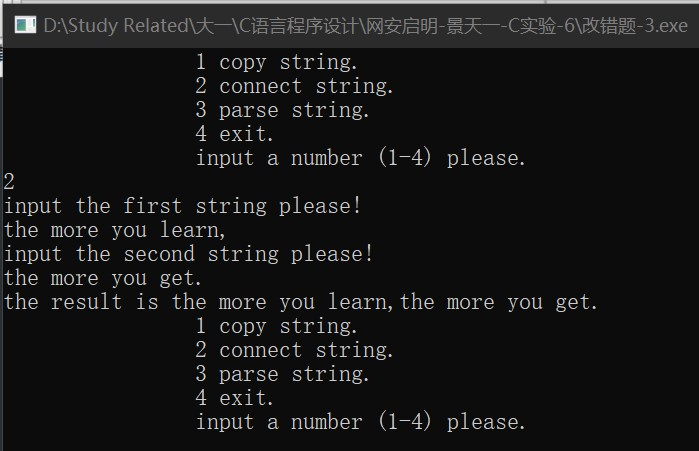 D:\Study Related\大一\C语言程序设计\网安启明-景天一-C实验-6\改错题-3.exe
1 copy string.
2 connect string.
3 parse string.
4 exit.
input a number (1-4) please.
2
input the first string please!
the more you learn,
input the second string please!
the more you get.
the result is the more you learn,the more you get.
1 copy string.
2 connect string.
3 parse string.
4 exit.
input a number (1-4) please.